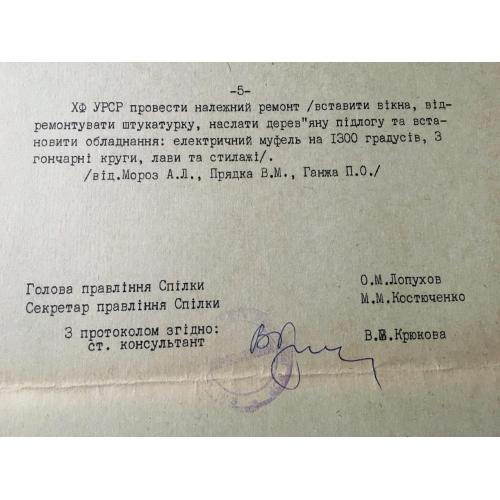 -5-
ХФ УРСР провести належний ремонт /вставити вікна, від-
ремонтувати штукатурку, наслати дерев"яну підлогу та вста-
новити обладнання: електричний муфель на I300 градусів, 3
гончарні круги, лави та стилажі/.
/від.Мороз А.Л., Прядка В.М., Ганжа П.О./
Голова правління Спілки О.М.Лопухов
Секретар правління Спілки М.М.Костюченко
З протоколом згідно:
ст. консультант В.Крюкова